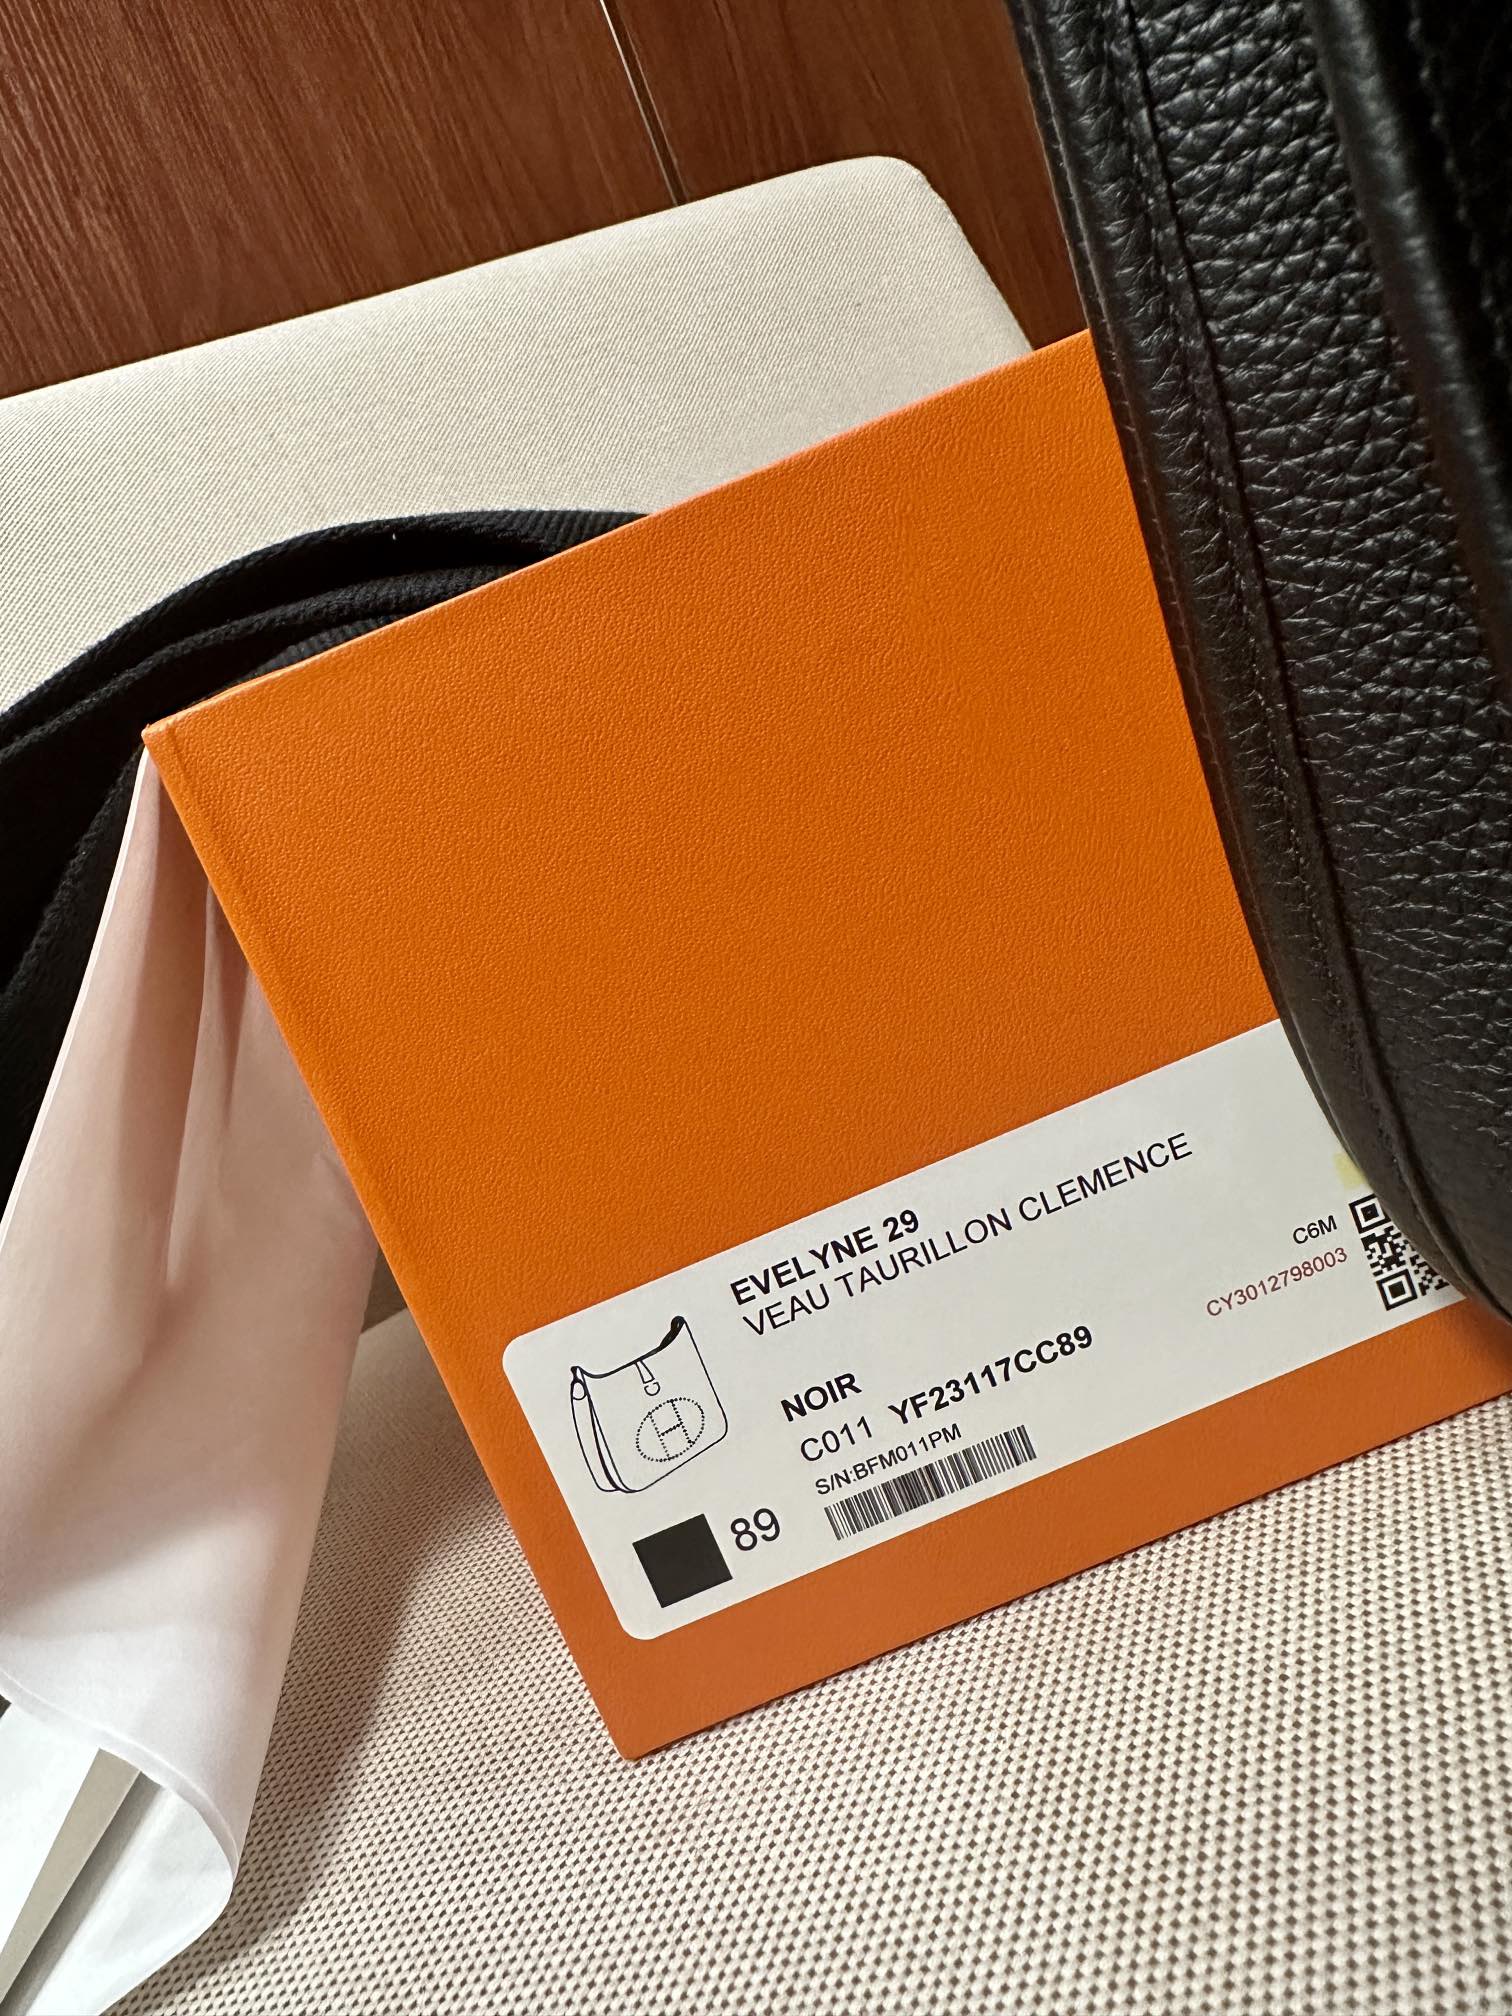 EVELYNE 29
VEAU TAURILLON CLEMENCE
C6M
CY3012798003
NOIR
C011 YF23117CC89
S/N:BFM011PM
89
H